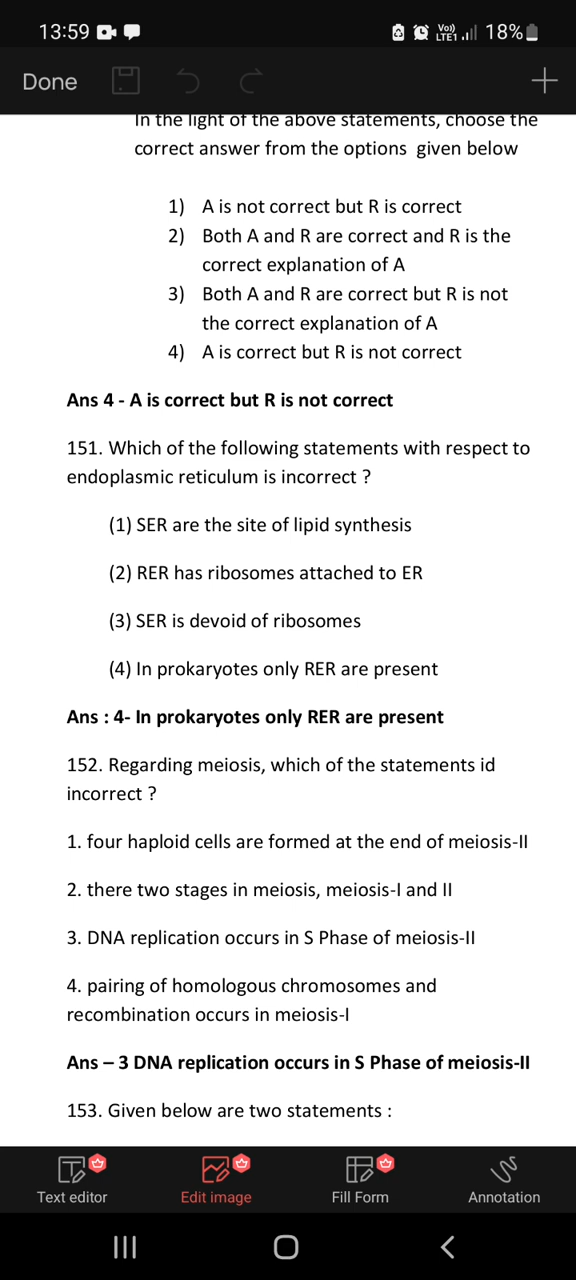 13:59
Vo))
LTE1
18%
Done
In the light of the above statements, choose the
correct answer from the options given below
1) A is not correct but R is correct
2) Both A and R are correct and R is the
correct explanation of A
3) Both A and R are correct but R is not
the correct explanation of A
4) A is correct but R is not correct
Ans 4 - A is correct but R is not correct
151. Which of the following statements with respect to
endoplasmic reticulum is incorrect ?
(1) SER are the site of lipid synthesis
(2) RER has ribosomes attached to ER
(3) SER is devoid of ribosomes
(4) In prokaryotes only RER are present
Ans : 4- In prokaryotes only RER are present
152. Regarding meiosis, which of the statements id
incorrect ?
1. four haploid cells are formed at the end of meiosis-II
2. there two stages in meiosis, meiosis-I and II
3. DNA replication occurs in S Phase of meiosis-II
4. pairing of homologous chromosomes and
recombination occurs in meiosis-I
Ans – 3 DNA replication occurs in S Phase of meiosis-II
153. Given below are two statements :
Text editor
Edit image
Fill Form
Annotation